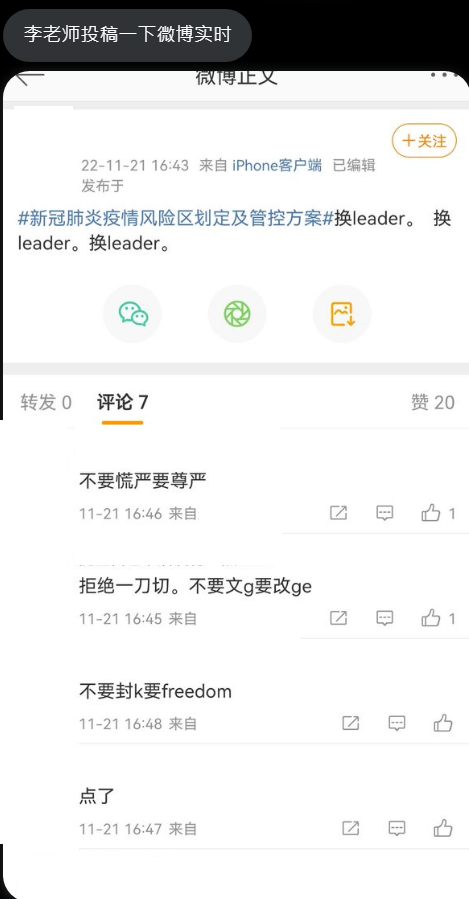 李老师投稿一下微博实时
微博正文
+关注
22-11-21 16:43 来自 iPhone客户端 已编辑
发布于
#新冠肺炎疫情风险区划定及管控方案#换leader。 换
leader。换leader。
转发 0 评论 7 赞 20
不要慌严要尊严
11-21 16:46 来自 1
拒绝一刀切。不要文g要改ge
11-21 16:45 来自 1
不要封k要freedom
11-21 16:48 来自
点了
11-21 16:47 来自